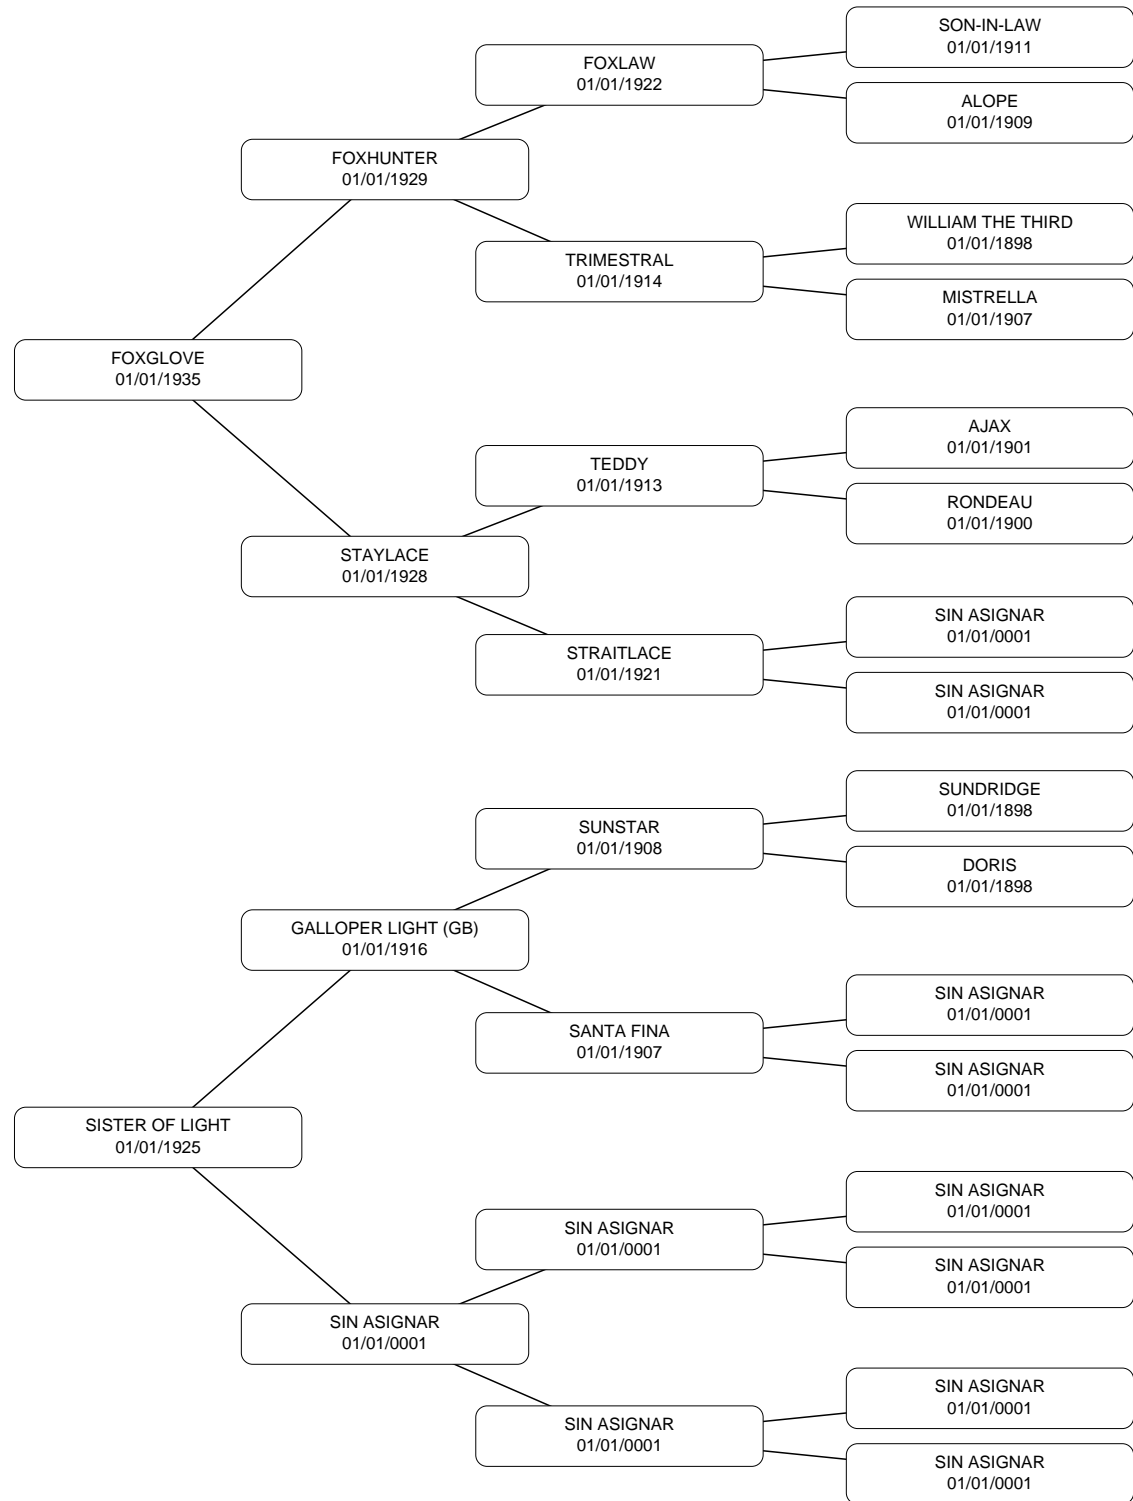 SON-IN-LAW
01/01/1911
FOXLAW
01/01/1922
ALOPE
01/01/1909
FOXHUNTER
01/01/1929
WILLIAM THE THIRD
01/01/1898
TRIMESTRAL
01/01/1914
MISTRELLA
01/01/1907
FOXGLOVE
01/01/1935
AJAX
01/01/1901
TEDDY
01/01/1913
RONDEAU
01/01/1900
STAYLACE
01/01/1928
SIN ASIGNAR
01/01/0001
STRAITLACE
01/01/1921
SIN ASIGNAR
01/01/0001
SUNDRIDGE
01/01/1898
SUNSTAR
01/01/1908
DORIS
01/01/1898
GALLOPER LIGHT (GB)
01/01/1916
SIN ASIGNAR
01/01/0001
SANTA FINA
01/01/1907
SIN ASIGNAR
01/01/0001
SISTER OF LIGHT
01/01/1925
SIN ASIGNAR
01/01/0001
SIN ASIGNAR
01/01/0001
SIN ASIGNAR
01/01/0001
SIN ASIGNAR
01/01/0001
SIN ASIGNAR
01/01/0001
SIN ASIGNAR
01/01/0001
SIN ASIGNAR
01/01/0001